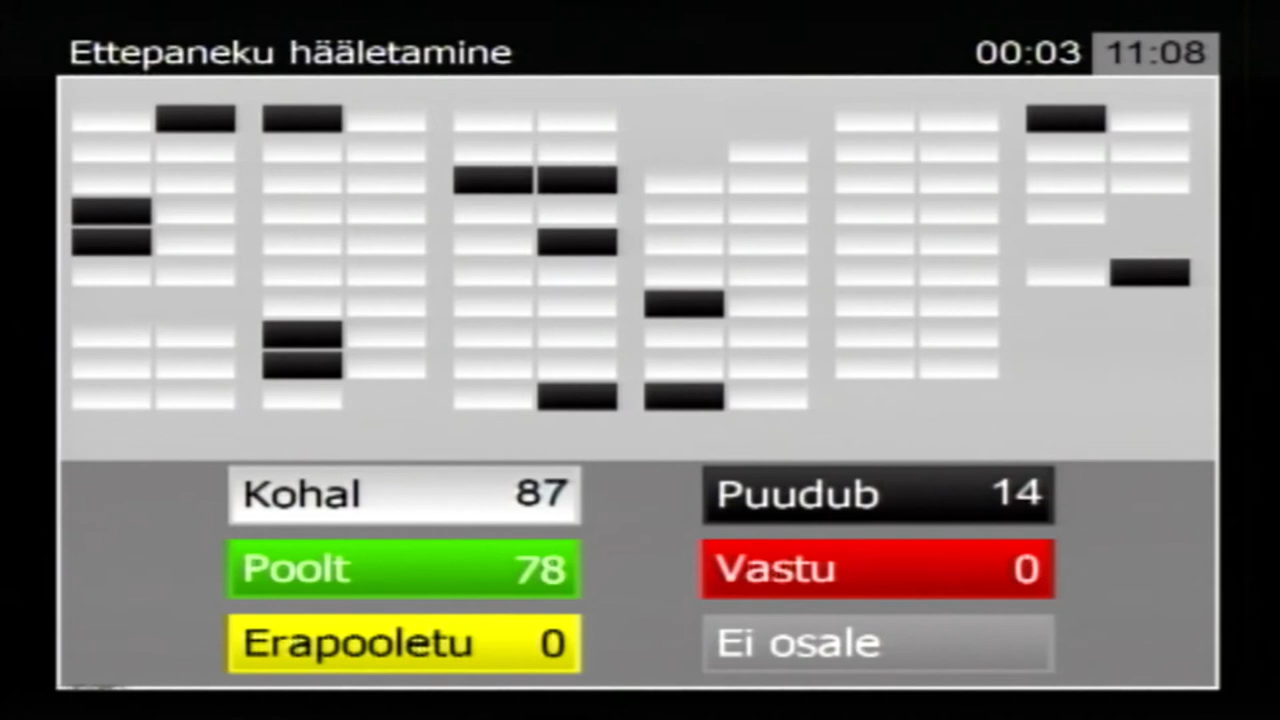 Ettepaneku hääletamine 00:03 11:08
Kohal 87 Puudub 14
Poolt 78 Vastu 0
Erapooletu 0 Ei osale